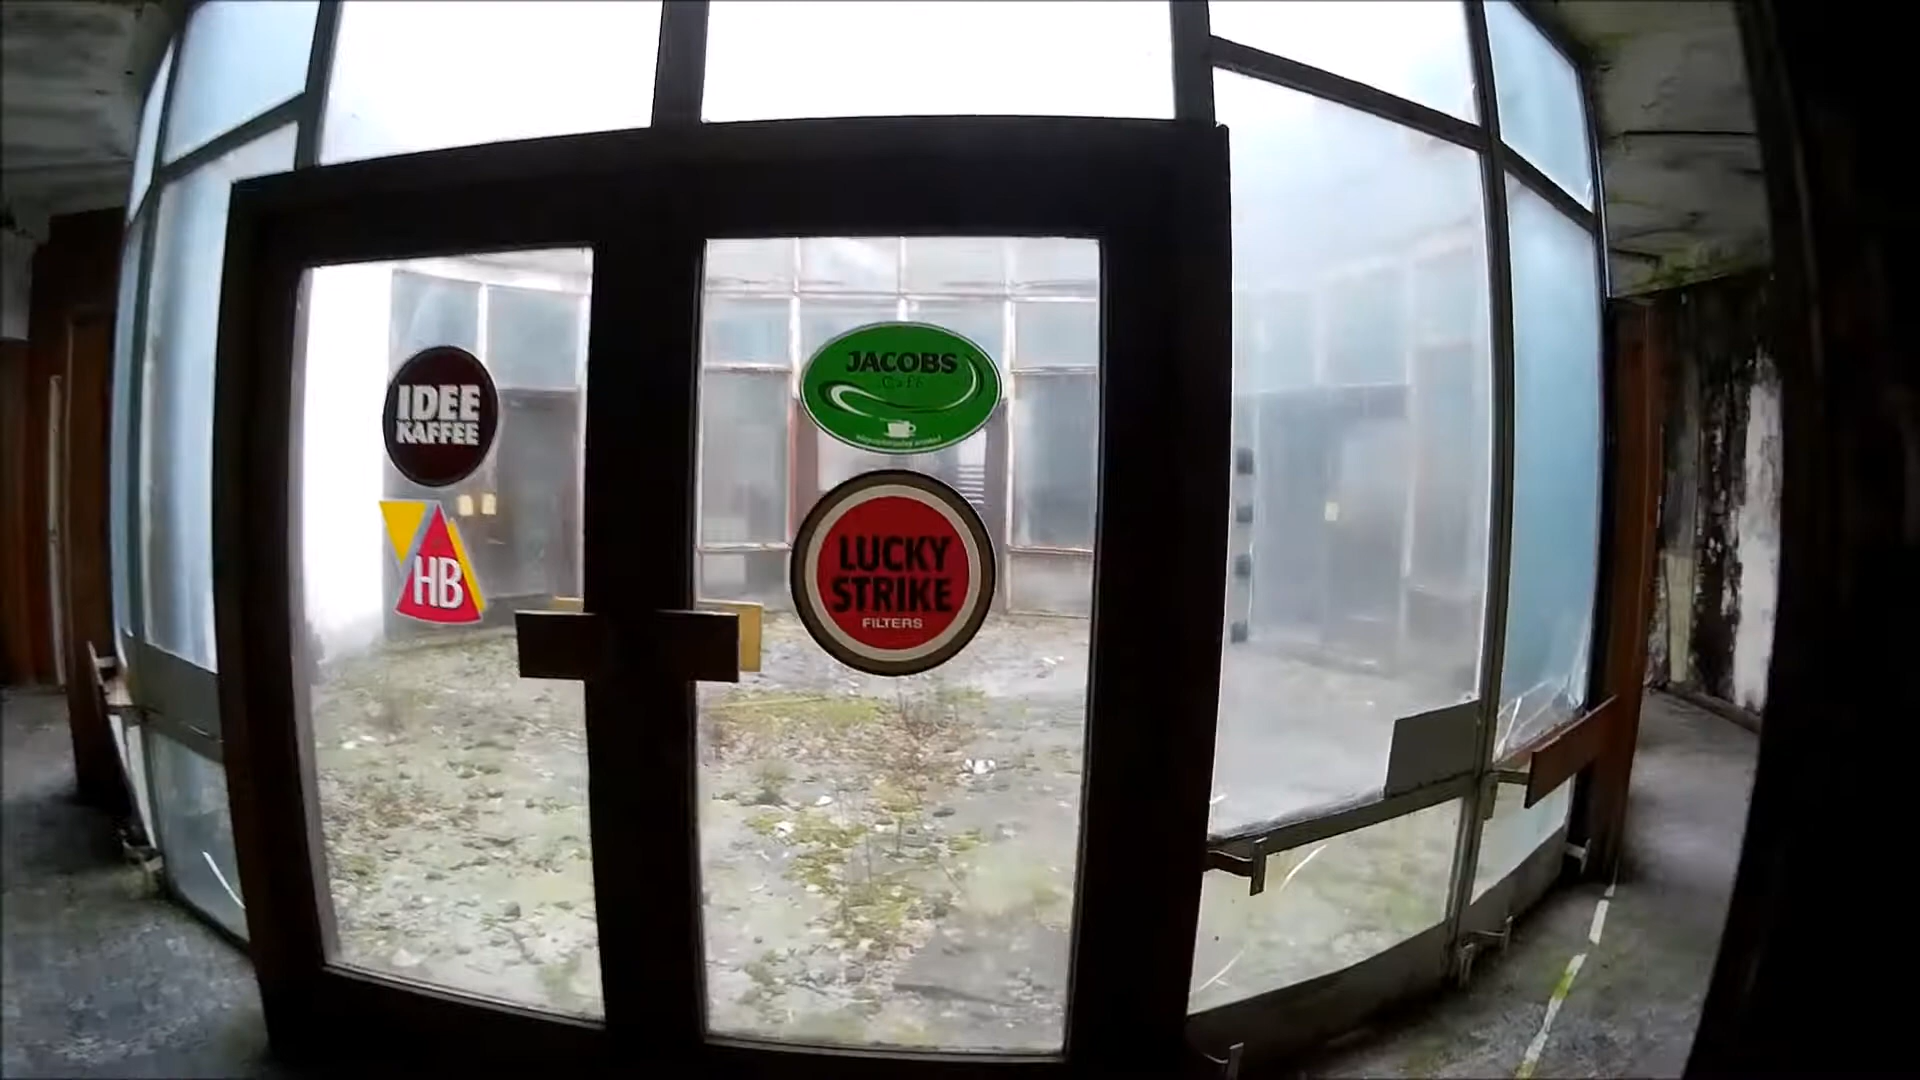 IDEE
KAFFEE
HB
JACOBS
Café
LUCKY
STRIKE
FILTERS